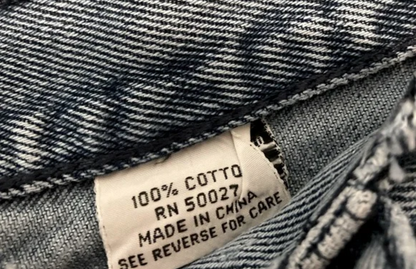 100% COTTO
RN 50027
MADE IN CHINA
SEE REVERSE FOR CARE